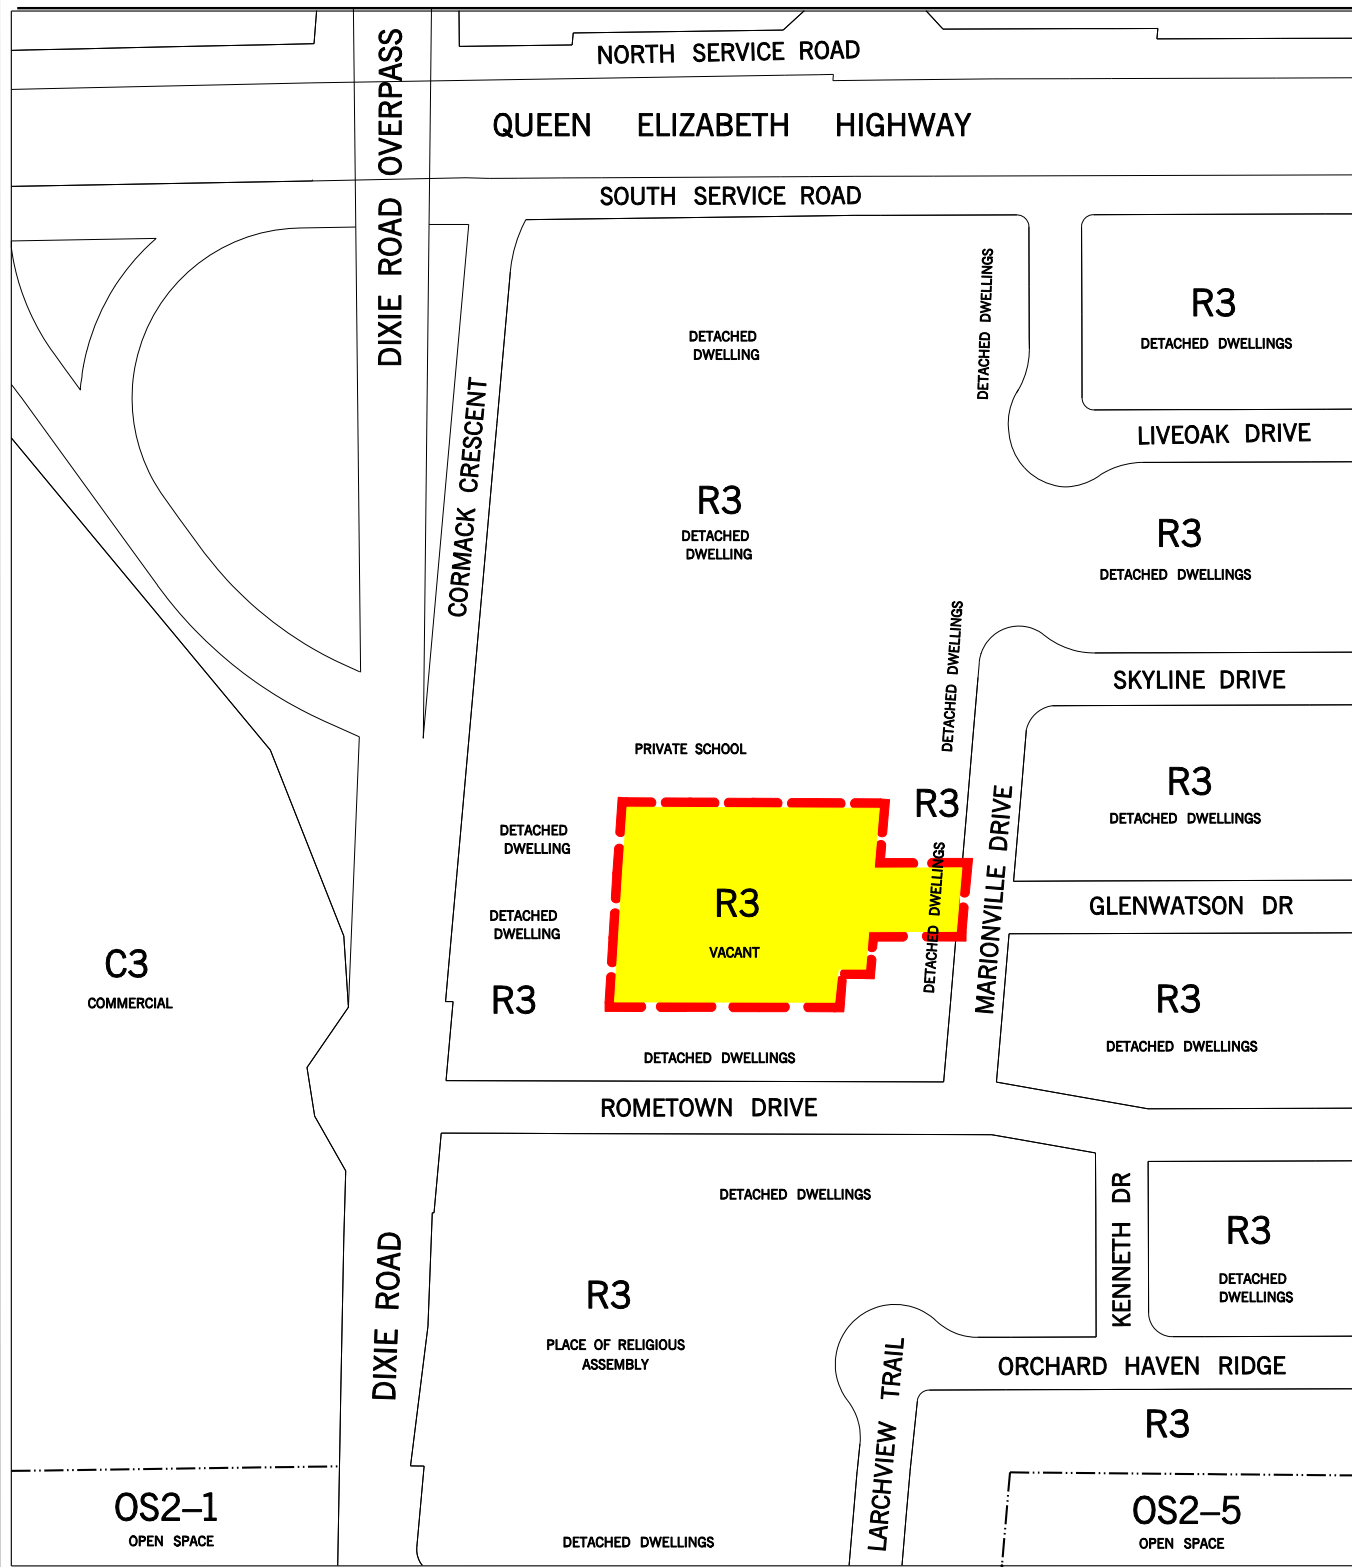 NORTH SERVICE ROAD
QUEEN ELIZABETH HIGHWAY
SOUTH SERVICE ROAD
DIXIE ROAD OVERPASS
CORMACK CRESCENT
DETACHED
DWELLING
DETACHED DWELLINGS
R3
DETACHED DWELLINGS
LIVEOAK DRIVE
R3
DETACHED
DWELLING
R3
DETACHED DWELLINGS
DETACHED DWELLINGS
SKYLINE DRIVE
PRIVATE SCHOOL
R3
R3
DETACHED DWELLINGS
MARIONVILLE DRIVE
DETACHED
DWELLING
DETACHED DWELLINGS
R3
VACANT
GLENWATSON DR
DETACHED
DWELLING
R3
C3
COMMERCIAL
R3
DETACHED DWELLINGS
DETACHED DWELLINGS
ROMETOWN DRIVE
DETACHED DWELLINGS
KENNETH DR
R3
DETACHED
DWELLINGS
DIXIE ROAD
R3
PLACE OF RELIGIOUS
ASSEMBLY
LARCHVIEW TRAIL
ORCHARD HAVEN RIDGE
R3
OS2–1
OPEN SPACE
OS2–5
OPEN SPACE
DETACHED DWELLINGS